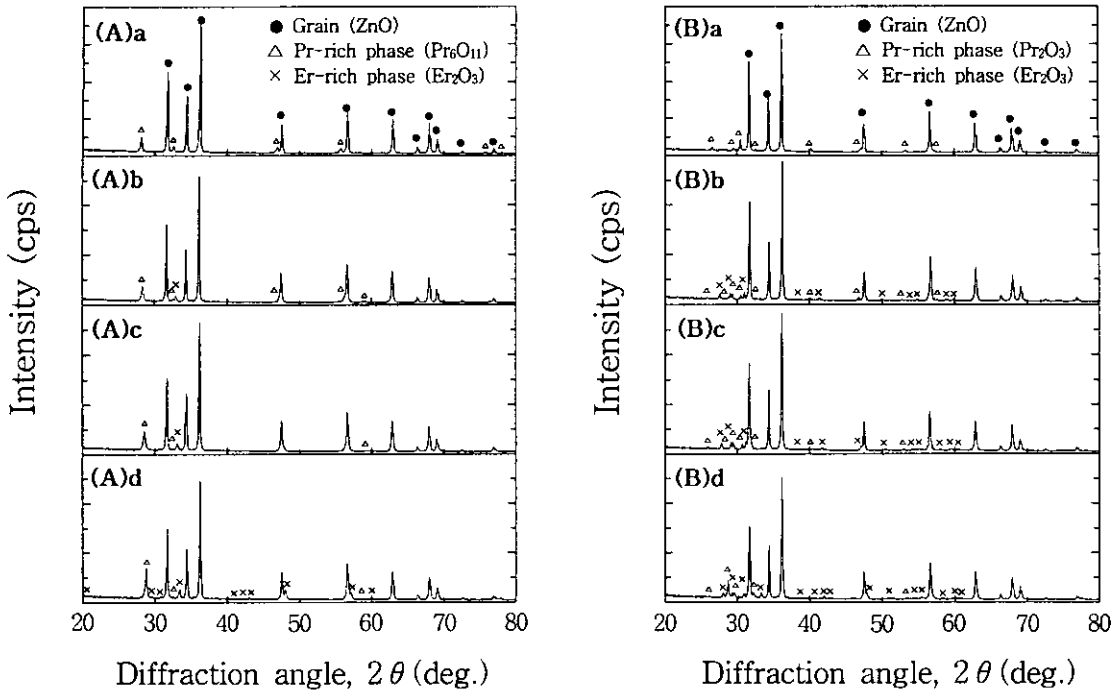 (A)a
● Grain (ZnO)
△ Pr-rich phase (Pr₆O₁₁)
× Er-rich phase (Er₂O₃)
(A)b
(A)c
(A)d
Intensity (cps)
20 30 40 50 60 70 80
Diffraction angle, 2θ (deg.)
(B)a
● Grain (ZnO)
△ Pr-rich phase (Pr₂O₃)
× Er-rich phase (Er₂O₃)
(B)b
(B)c
(B)d
Intensity (cps)
20 30 40 50 60 70 80
Diffraction angle, 2θ (deg.)